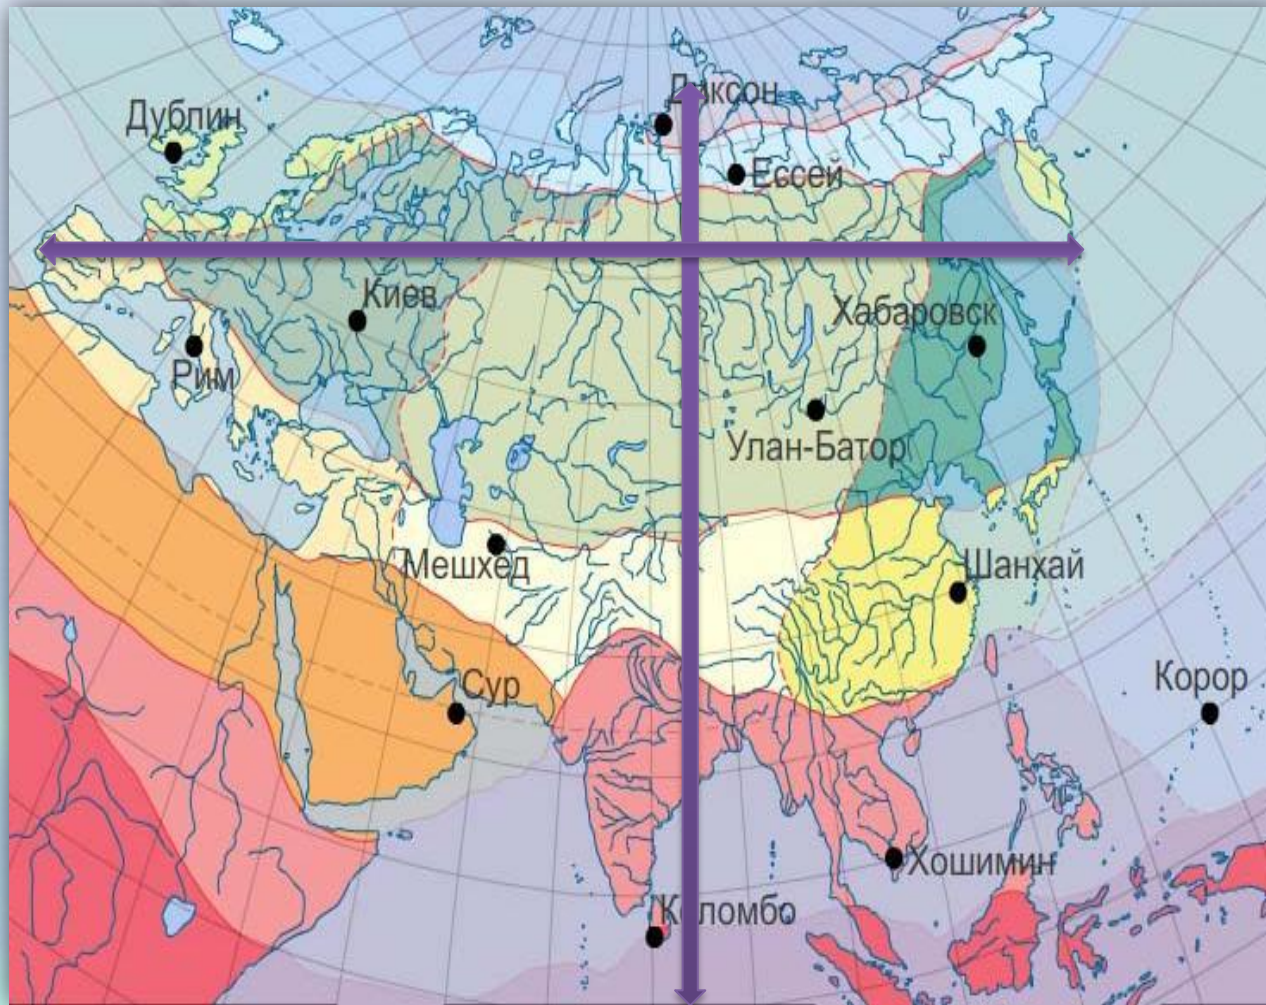 Диксон
Дублин
Ессей
Киев
Хабаровск
Рим
Улан-Батор
Мешхед
Шанхай
Сур
Корор
Хошимин
Коломбо